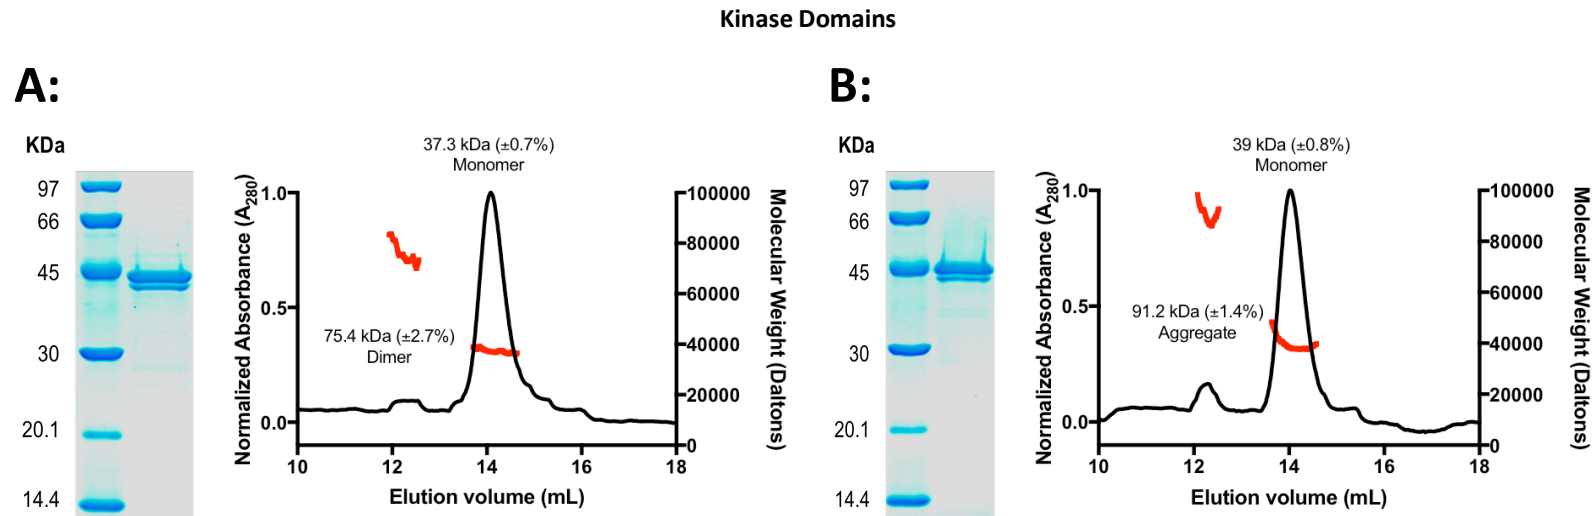 Kinase Domains
A:
KDa
97
66
45
30
20.1
14.4
37.3 kDa (±0.7%)
Monomer
75.4 kDa (±2.7%)
Dimer
Normalized Absorbance (A280)
1.0
0.5
0.0
100000
80000
60000
40000
20000
0
Molecular Weight (Daltons)
10 12 14 16 18
Elution volume (mL)
B:
KDa
97
66
45
30
20.1
14.4
39 kDa (±0.8%)
Monomer
91.2 kDa (±1.4%)
Aggregate
Normalized Absorbance (A280)
1.0
0.5
0.0
100000
80000
60000
40000
20000
0
Molecular Weight (Daltons)
10 12 14 16 18
Elution volume (mL)